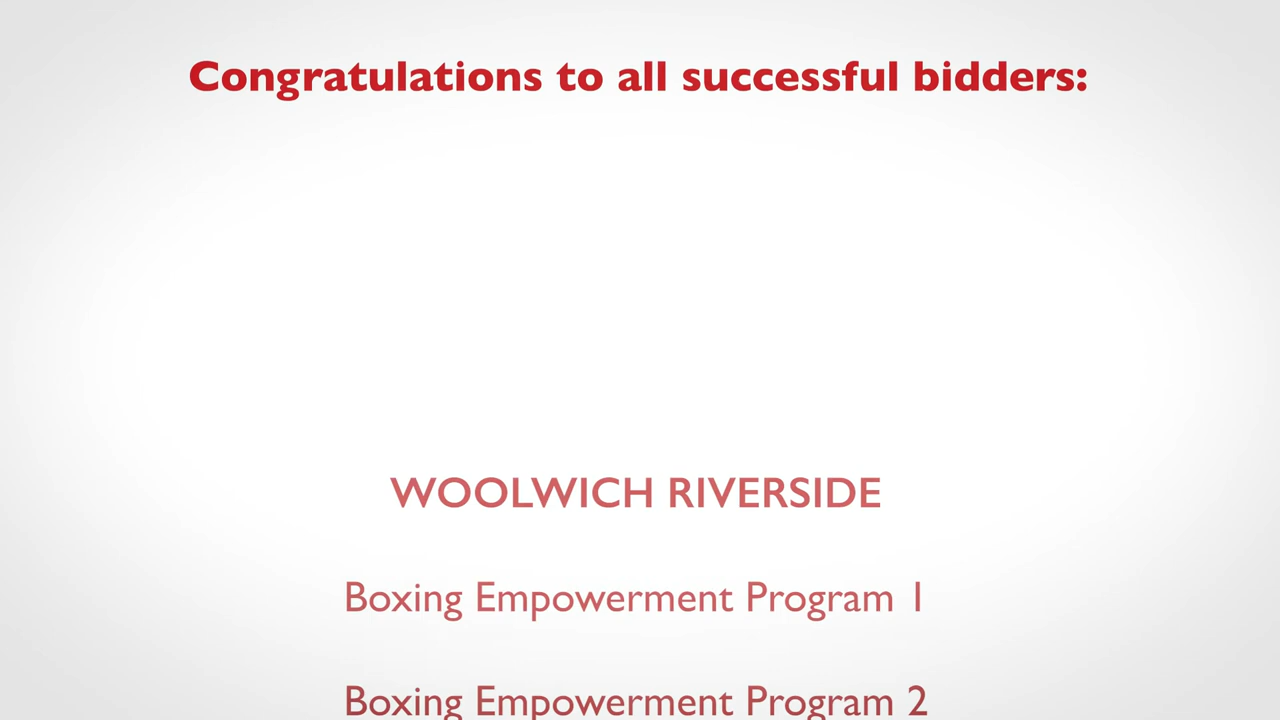 Congratulations to all successful bidders:
WOOLWICH RIVERSIDE
Boxing Empowerment Program 1
Boxing Empowerment Program 2